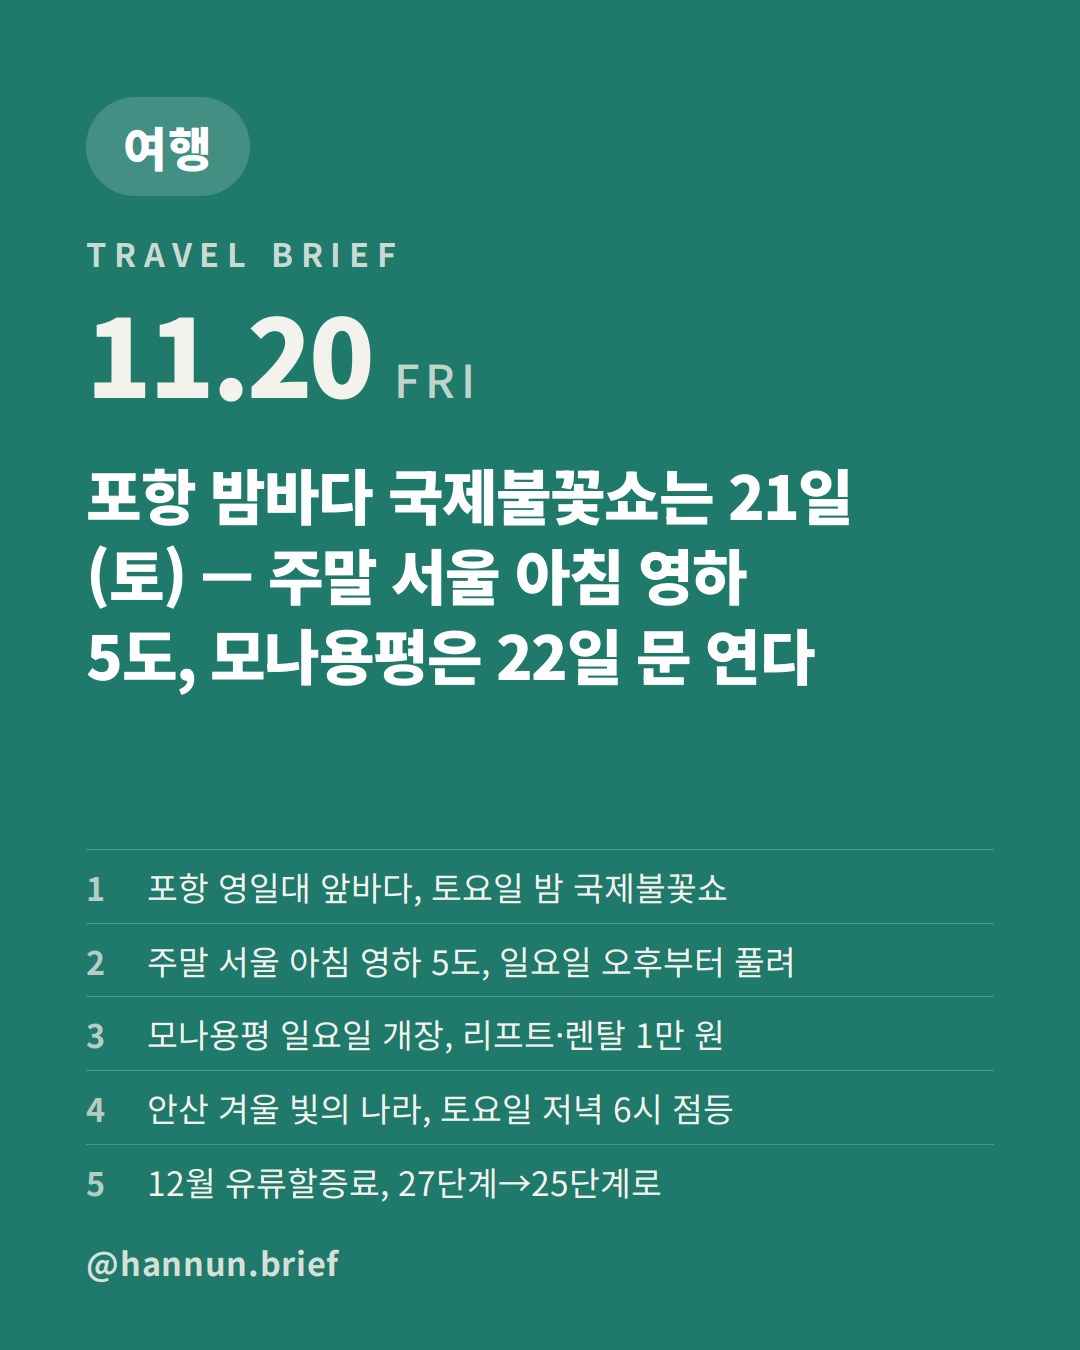 여행
TRAVEL BRIEF
11.20 FRI
포항 밤바다 국제불꽃쇼는 21일
(토) — 주말 서울 아침 영하
5도, 모나용평은 22일 문 연다
1 포항 영일대 앞바다, 토요일 밤 국제불꽃쇼
2 주말 서울 아침 영하 5도, 일요일 오후부터 풀려
3 모나용평 일요일 개장, 리프트·렌탈 1만 원
4 안산 겨울 빛의 나라, 토요일 저녁 6시 점등
5 12월 유류할증료, 27단계→25단계로
@hannun.brief